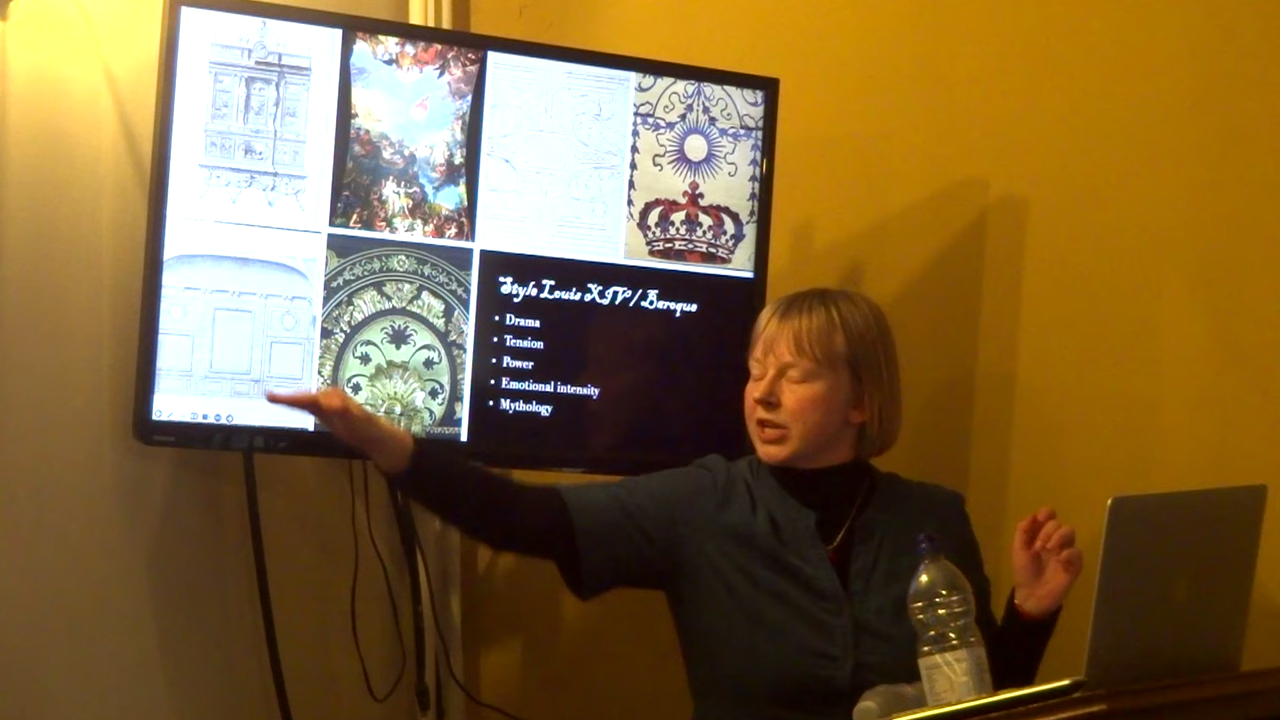 Style Louis XIV / Baroque
• Drama
• Tension
• Power
• Emotional intensity
• Mythology